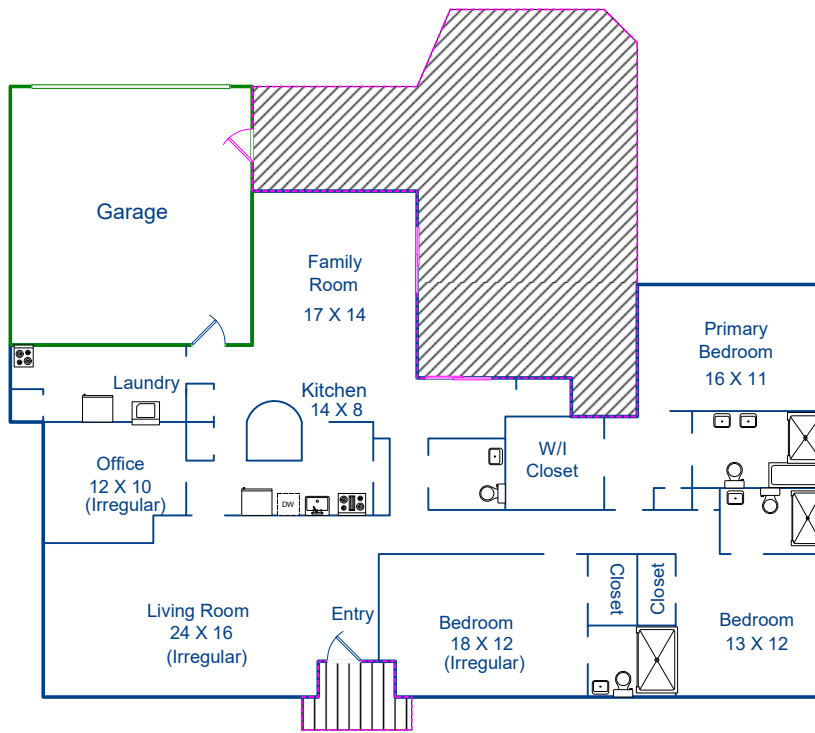 Garage
Family
Room
17 X 14
Primary
Bedroom
16 X 11
Laundry
Kitchen
14 X 8
W/I
Closet
Office
12 X 10
(Irregular)
DW
Living Room
24 X 16
(Irregular)
Entry
Bedroom
18 X 12
(Irregular)
Closet
Closet
Bedroom
13 X 12